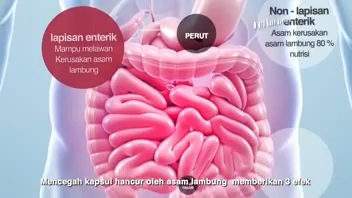 lapisan enterik
Mampu melawan
Kerusakan asam
lambung
PERUT
Non - lapisan
enterik
Asam kerusakan
asam lambung 80 %
nutrisi
Mencegah kapsul hancur oleh asam lambung memberikan 3 efek